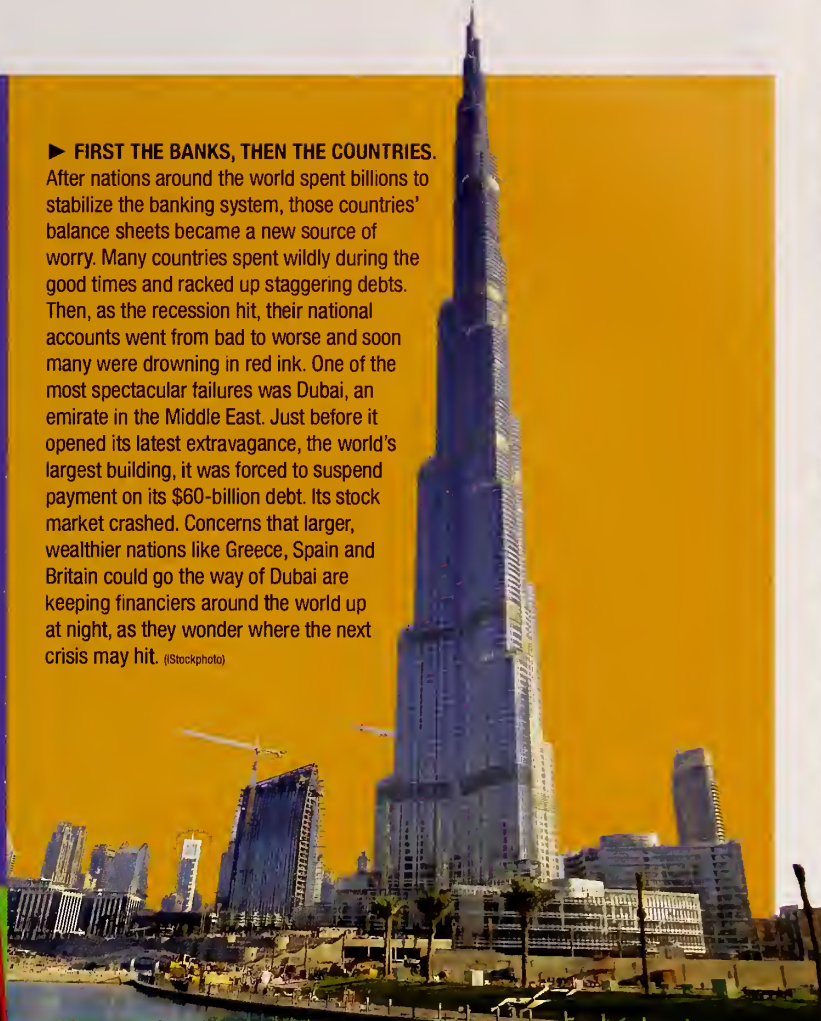 ► FIRST THE BANKS, THEN THE COUNTRIES.
After nations around the world spent billions to
stabilize the banking system, those countries'
balance sheets became a new source of
worry. Many countries spent wildly during the
good times and racked up staggering debts.
Then, as the recession hit, their national
accounts went from bad to worse and soon
many were drowning in red ink. One of the
most spectacular failures was Dubai, an
emirate in the Middle East. Just before it
opened its latest extravagance, the world's
largest building, it was forced to suspend
payment on its $60-billion debt. Its stock
market crashed. Concerns that larger,
wealthier nations like Greece, Spain and
Britain could go the way of Dubai are
keeping financiers around the world up
at night, as they wonder where the next
crisis may hit. (iStockphoto)